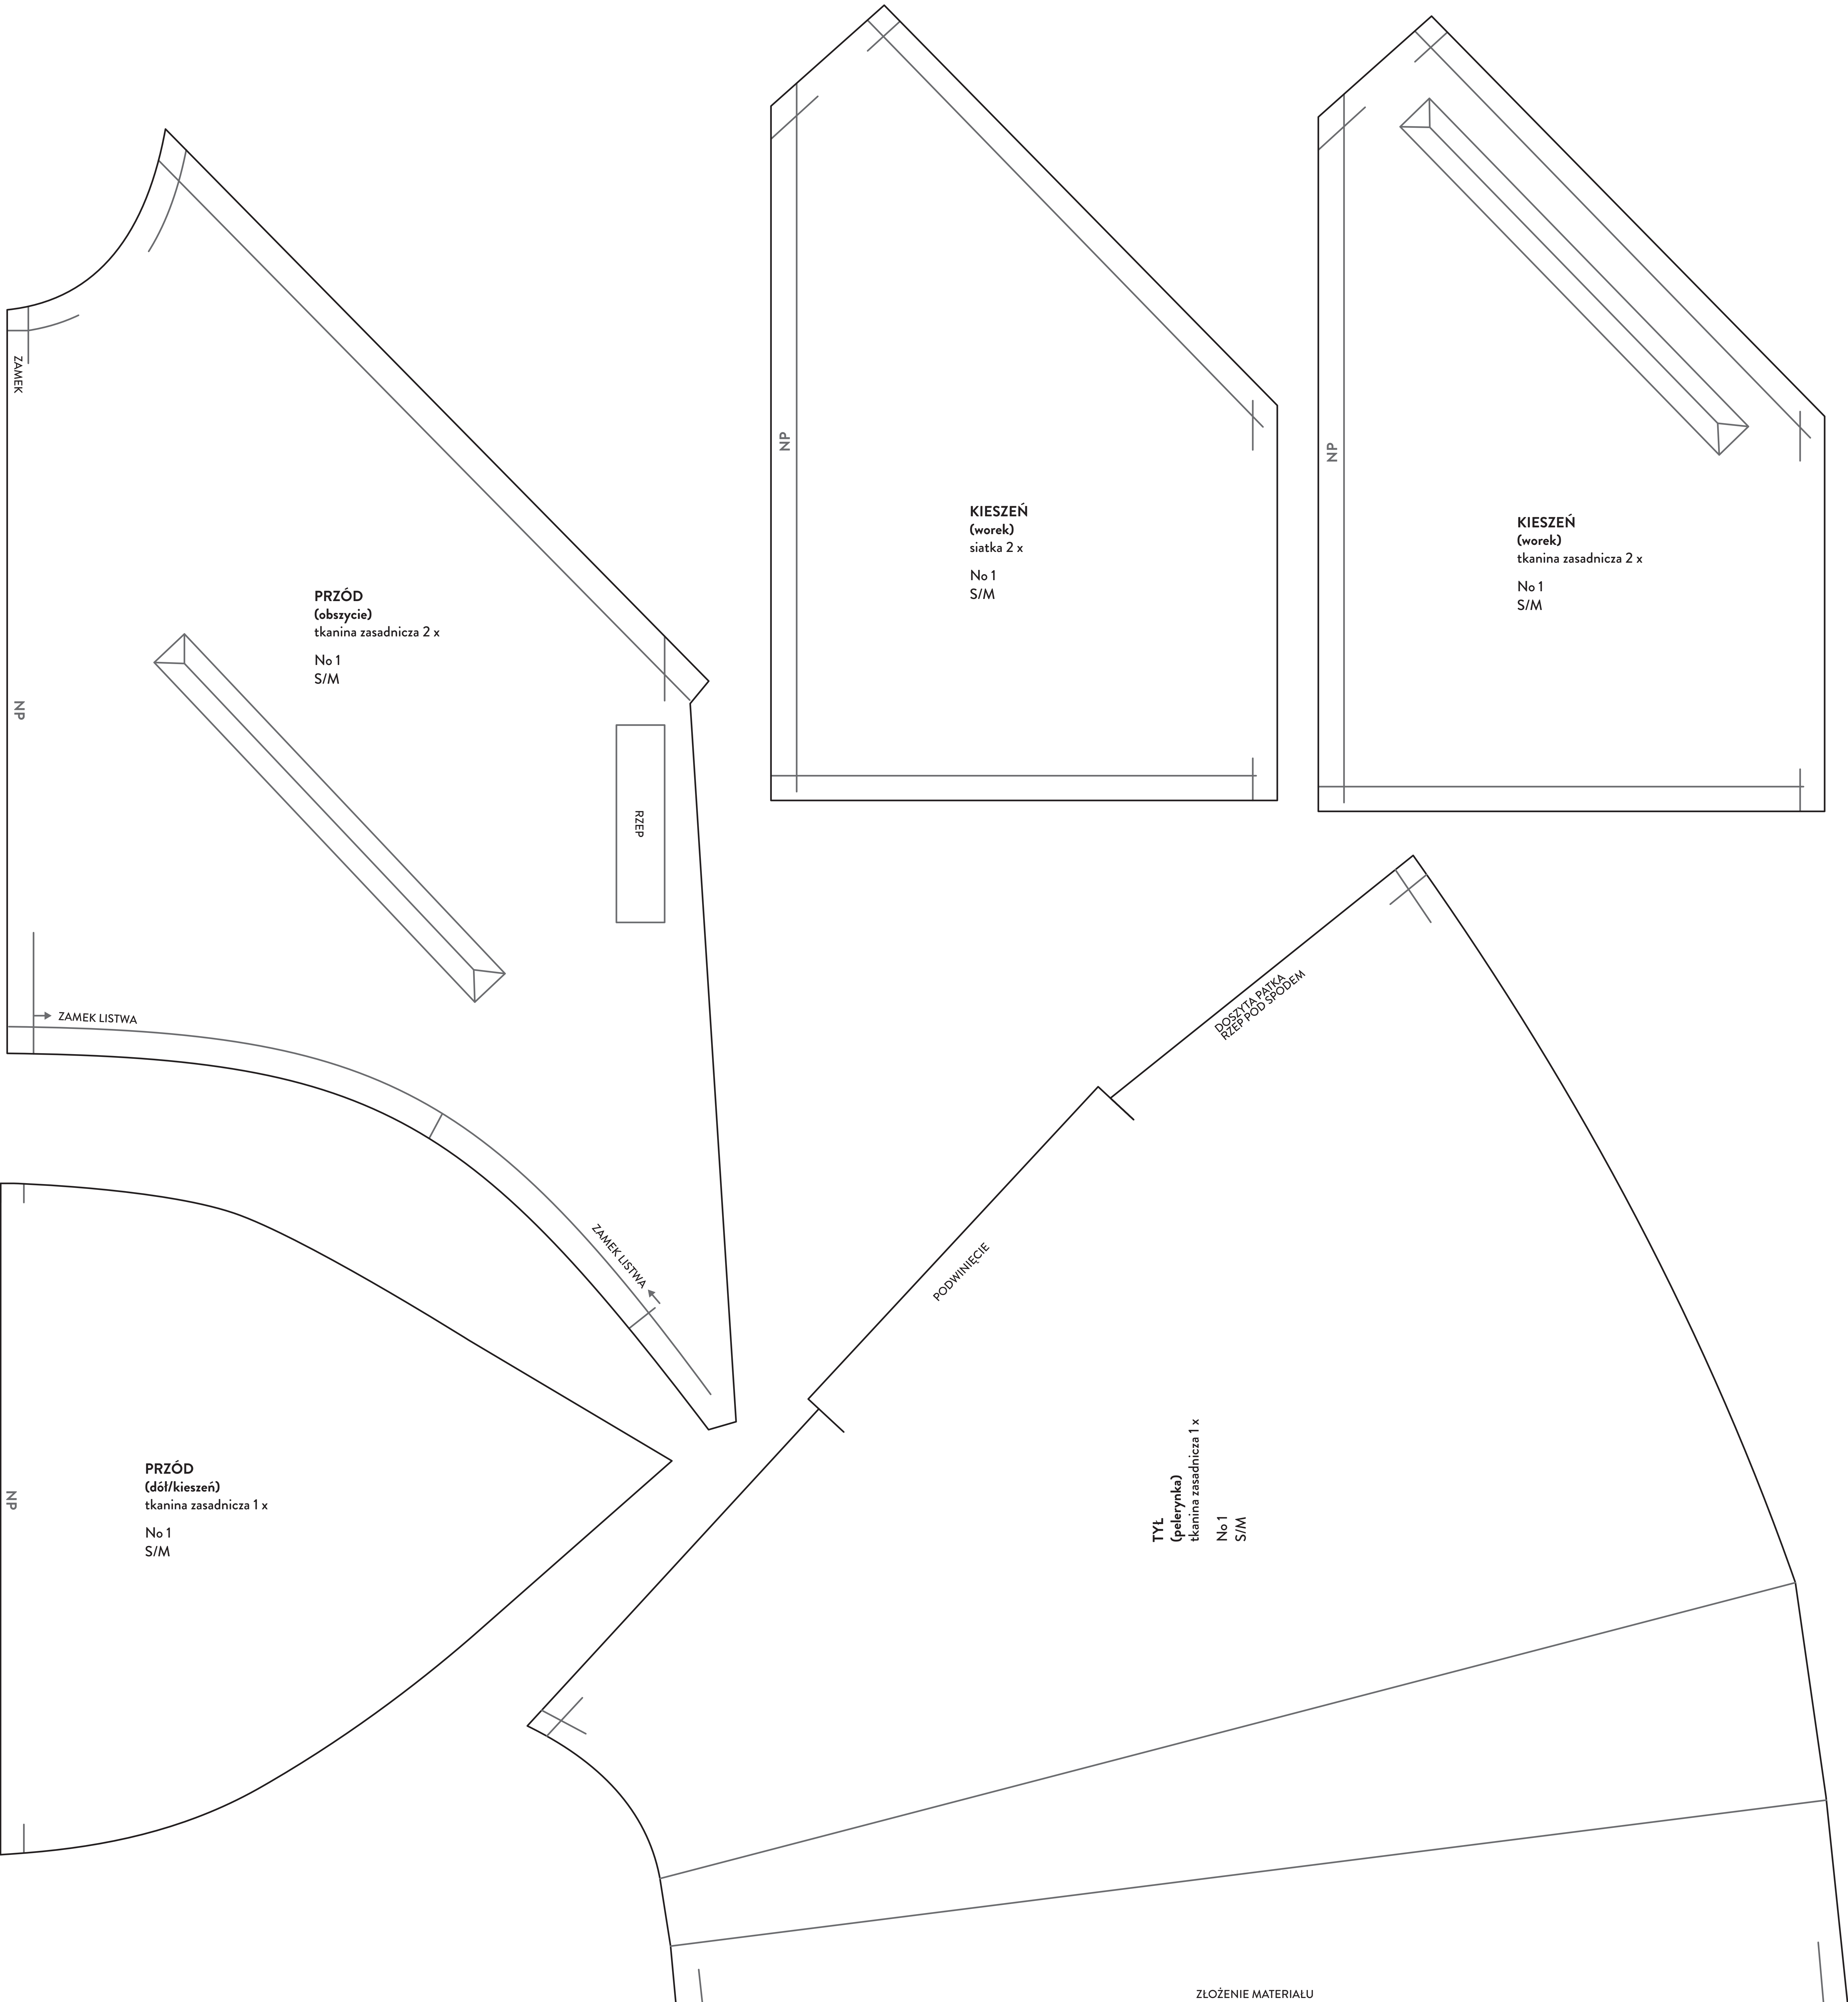 ZAMEK
NP
PRZÓD
(obszycie)
tkanina zasadnicza 2 x
No 1
S/M
RZEP
ZAMEK LISTWA
ZAMEK LISTWA
NP
KIESZEŃ
(worek)
siatka 2 x
No 1
S/M
NP
KIESZEŃ
(worek)
tkanina zasadnicza 2 x
No 1
S/M
NP
PRZÓD
(dół/kieszeń)
tkanina zasadnicza 1 x
No 1
S/M
DOSZYTA PATKA
RZEP POD SPODEM
PODWINIĘCIE
TYŁ
(pelerynka)
tkanina zasadnicza 1 x
No 1
S/M
ZŁOŻENIE MATERIAŁU